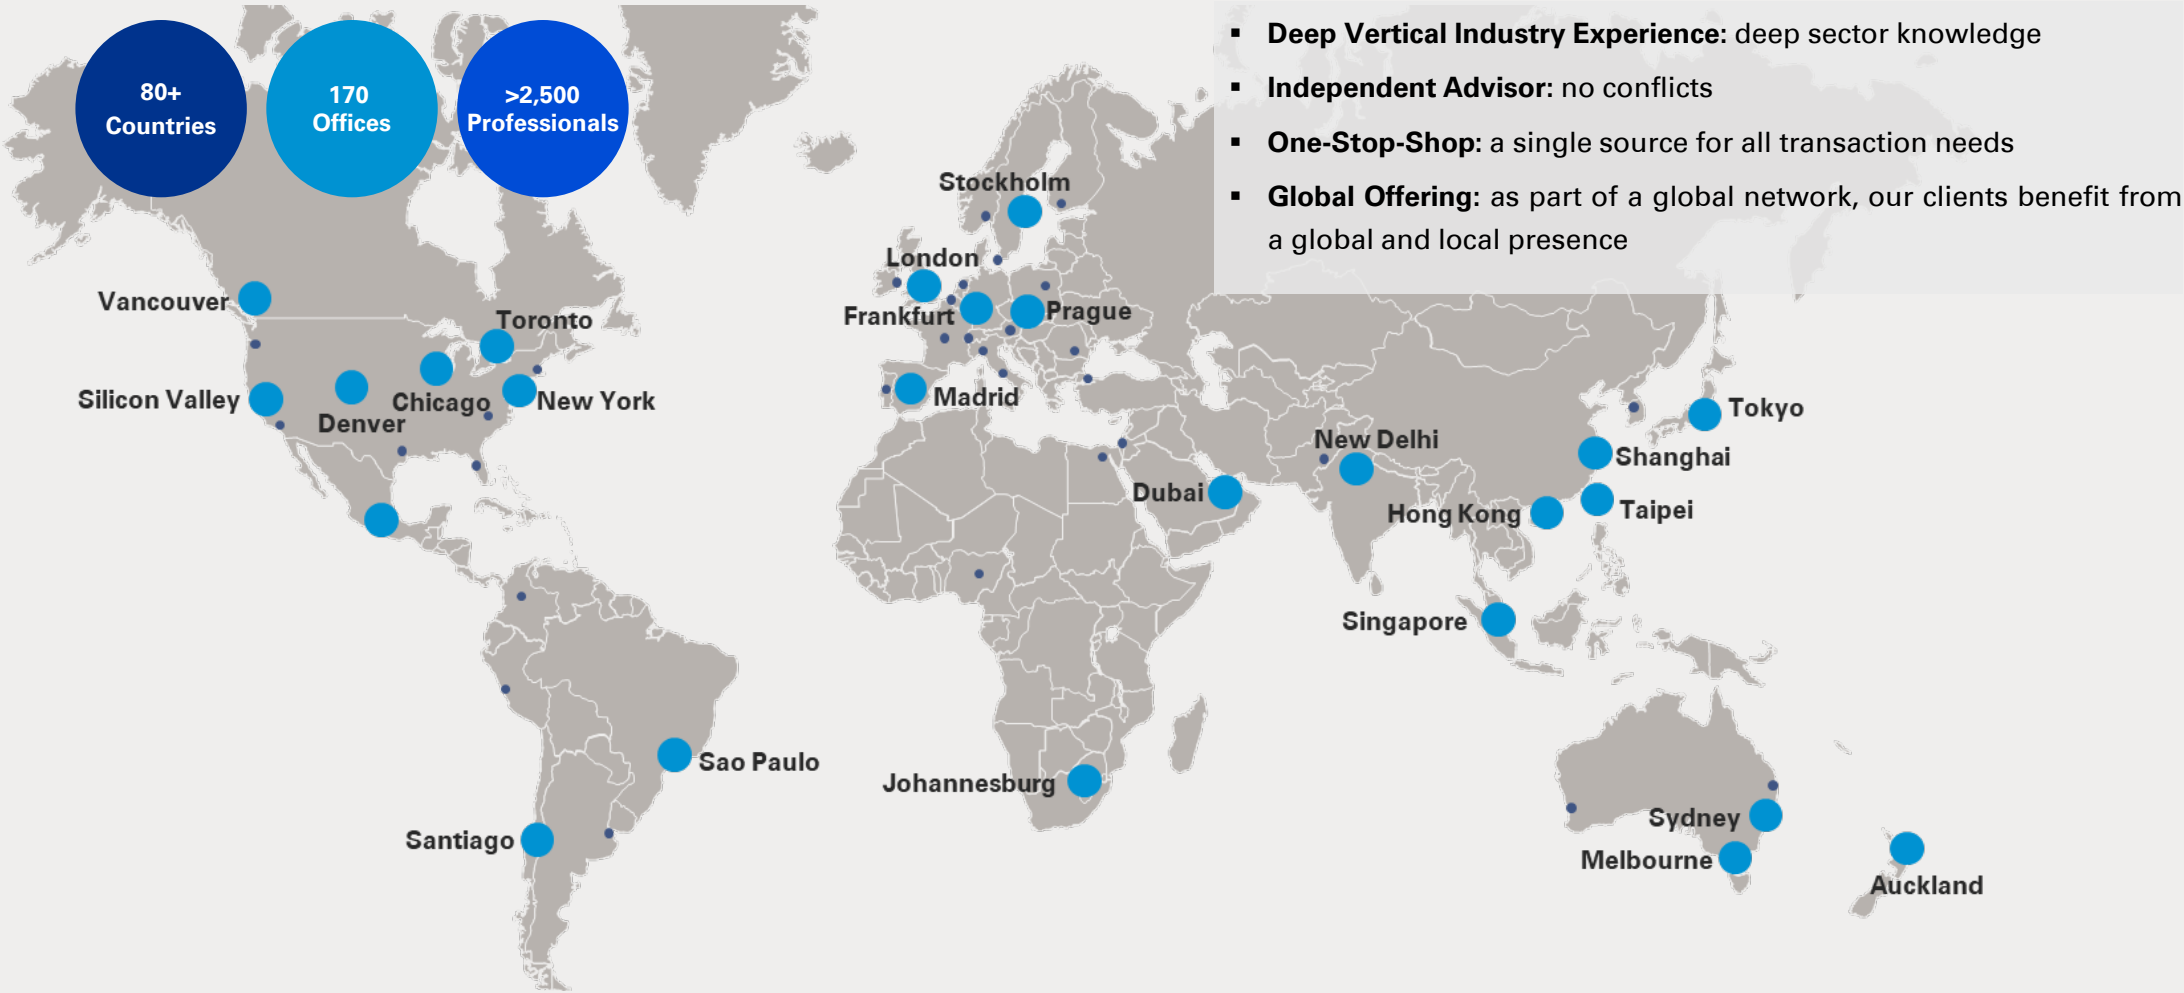 80+
Countries
170
Offices
>2,500
Professionals
▪ Deep Vertical Industry Experience: deep sector knowledge
▪ Independent Advisor: no conflicts
▪ One-Stop-Shop: a single source for all transaction needs
▪ Global Offering: as part of a global network, our clients benefit from
a global and local presence
Stockholm
London
Frankfurt
Prague
Madrid
Vancouver
Toronto
Silicon Valley
Denver
Chicago
New York
New Delhi
Dubai
Tokyo
Shanghai
Hong Kong
Taipei
Singapore
Sao Paulo
Johannesburg
Santiago
Sydney
Melbourne
Auckland